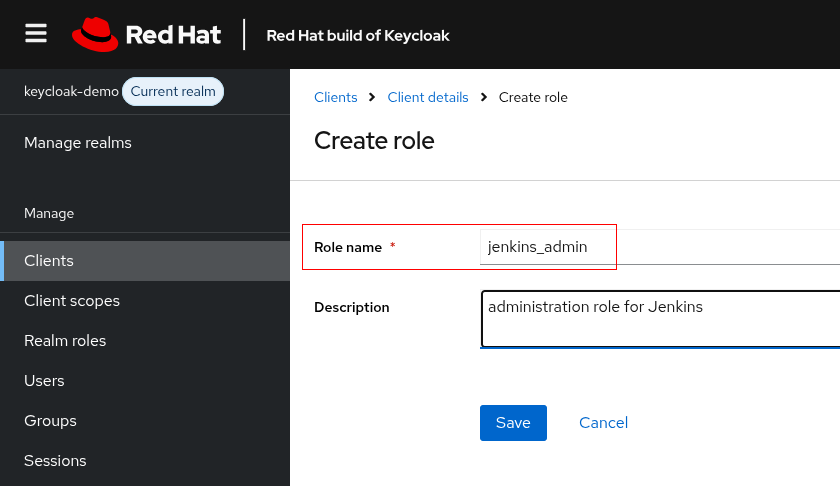 Red Hat
Red Hat build of Keycloak
keycloak-demo Current realm
Manage realms
Manage
Clients
Client scopes
Realm roles
Users
Groups
Sessions
Clients > Client details > Create role
Create role
Role name * jenkins_admin
Description administration role for Jenkins
Save Cancel